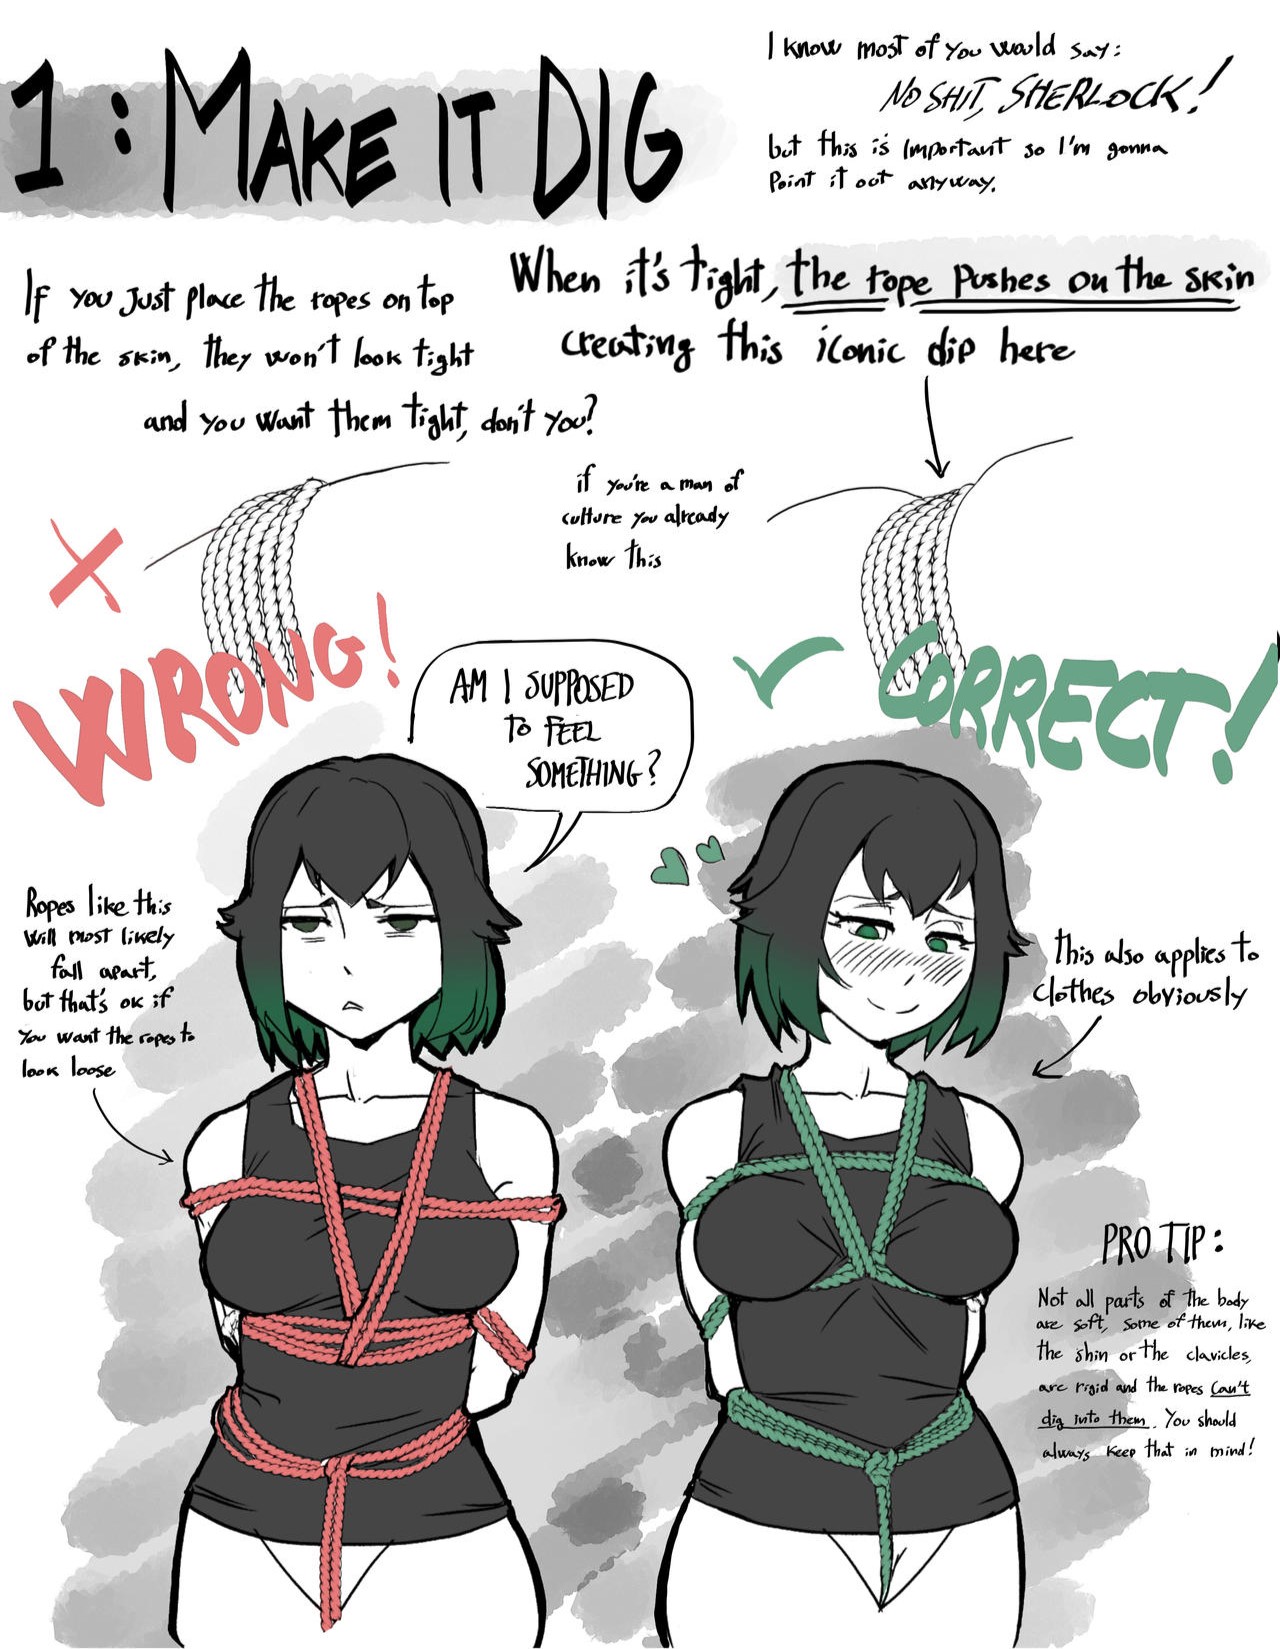 1: MAKE IT DIG
I know most of you would say:
NO SHIT, SHERLOCK!
but this is important so I'm gonna
Point it out anyway.
If you just place the ropes on top
of the skin, they won't look tight
and you want them tight, don't you?
When it's tight, the rope pushes on the skin
creating this iconic dip here
if you're a man of
culture you already
know this
WRONG!
CORRECT!
AM I SUPPOSED
TO FEEL
SOMETHING?
Ropes like this
will most likely
fall apart,
but that's ok if
you want the ropes to
look loose
this also applies to
clothes obviously
PRO TIP:
Not all parts of the body
are soft, some of them, like
the shin or the clavicles,
are rigid and the ropes can't
dig into them. You should
always keep that in mind!